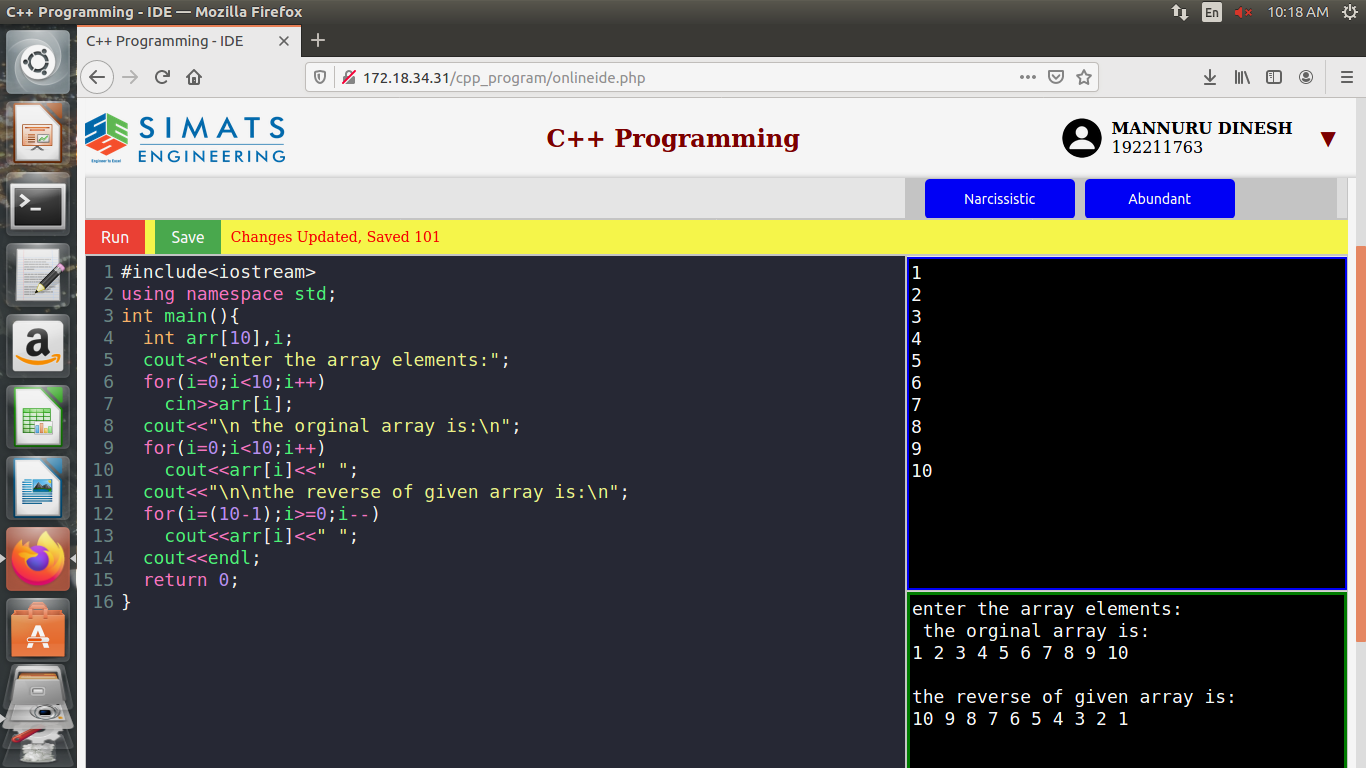 C++ Programming - IDE — Mozilla Firefox
En
10:18 AM
C++ Programming - IDE
172.18.34.31/cpp_program/onlineide.php
SIMATS
ENGINEERING
Engineer to Excel
C++ Programming
MANNURU DINESH
192211763
Narcissistic
Abundant
Run
Save
Changes Updated, Saved 101
1 #include<iostream>
2 using namespace std;
3 int main(){
4   int arr[10],i;
5   cout<<"enter the array elements:";
6   for(i=0;i<10;i++)
7     cin>>arr[i];
8   cout<<"\n the orginal array is:\n";
9   for(i=0;i<10;i++)
10     cout<<arr[i]<<" ";
11   cout<<"\n\nthe reverse of given array is:\n";
12   for(i=(10-1);i>=0;i--)
13     cout<<arr[i]<<" ";
14   cout<<endl;
15   return 0;
16 }
1
2
3
4
5
6
7
8
9
10
enter the array elements:
 the orginal array is:
1 2 3 4 5 6 7 8 9 10
the reverse of given array is:
10 9 8 7 6 5 4 3 2 1